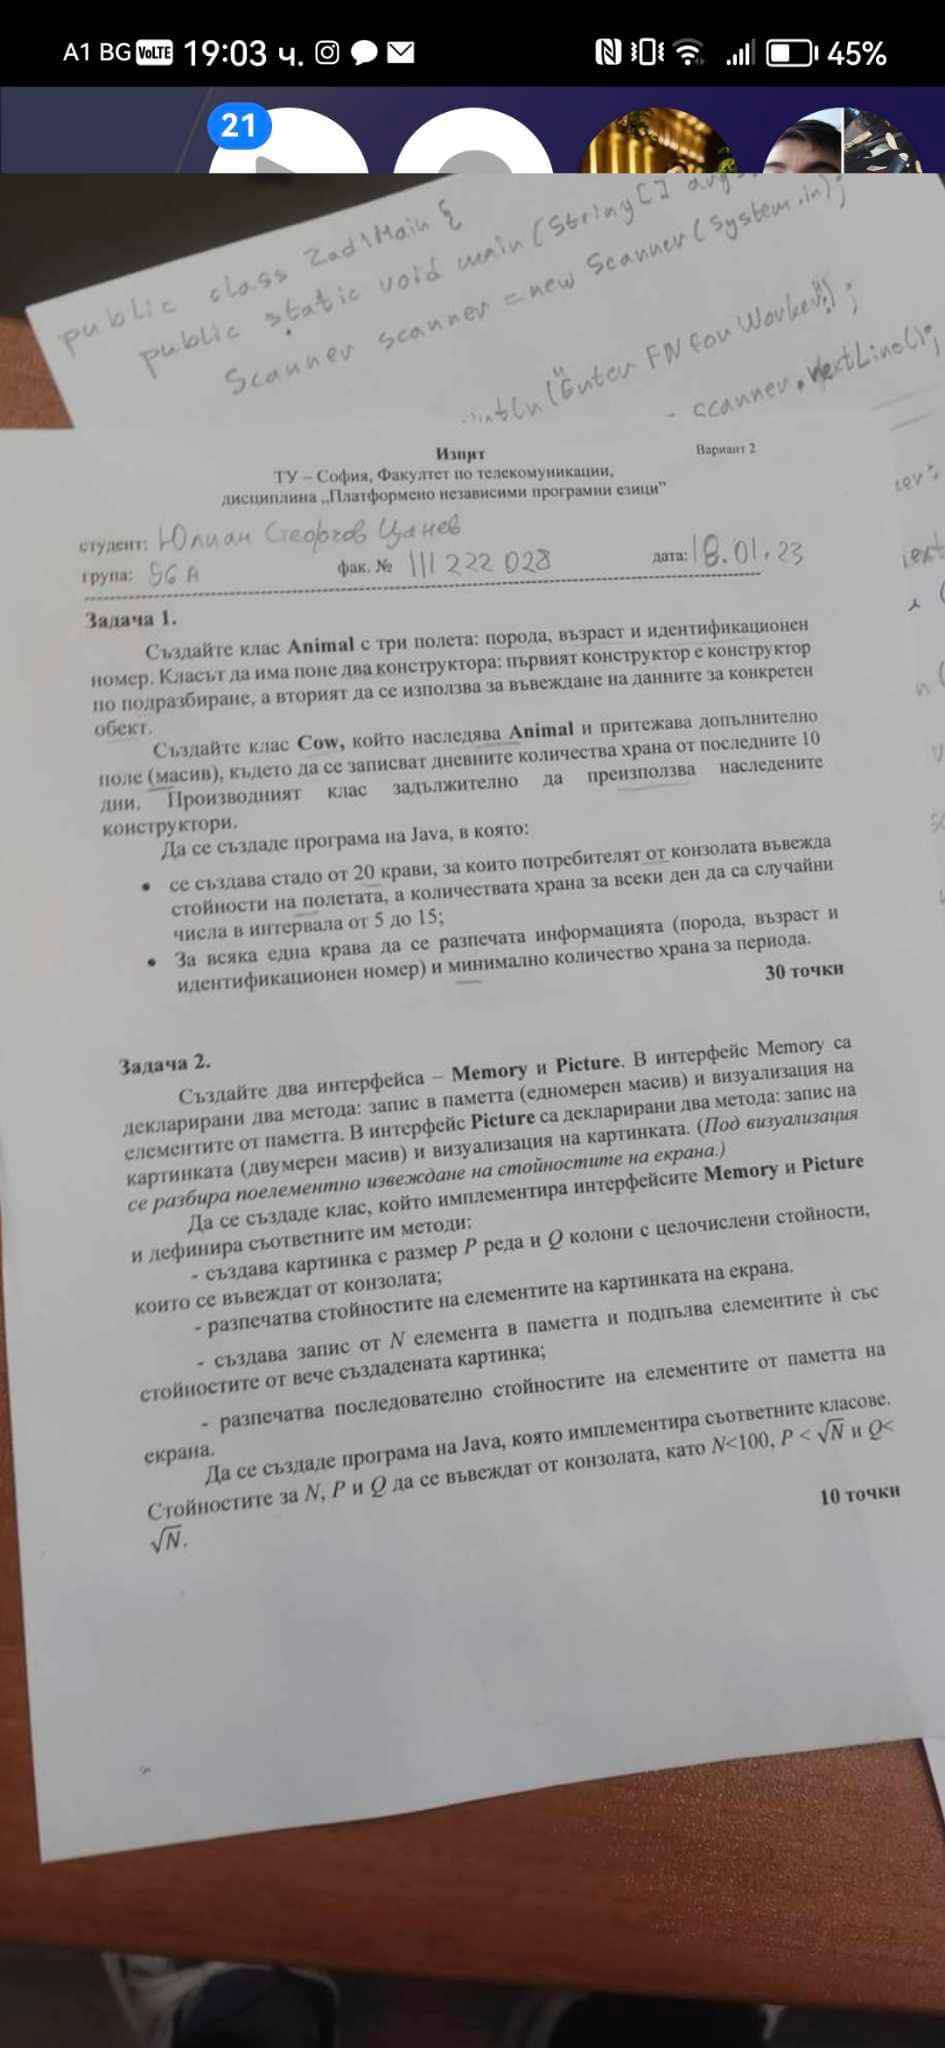 A1 BG VoLTE 19:03 ч. 45%
21
public class Zad1Main {
public static void main (String[] args
Scanner scanner = new Scanner (System.in);
intln ("Enter FN for Worker");
scanner.nextLine();
Изпит
Вариант 2
ТУ – София, Факултет по телекомуникации,
дисциплина „Платформено независими програмни езици”
студент: Юлиан Стеофчов Цанев
група: 56 А фак. № 111 222 028 дата: 18.01.23
Задача 1.
Създайте клас Animal с три полета: порода, възраст и идентификационен
номер. Класът да има поне два конструктора: първият конструктор е конструктор
по подразбиране, а вторият да се използва за въвеждане на данните за конкретен
обект.
Създайте клас Cow, който наследява Animal и притежава допълнително
поле (масив), където да се записват дневните количества храна от последните 10
дни. Производният клас задължително да преизползва наследените
конструктори.
Да се създаде програма на Java, в която:
• се създава стадо от 20 крави, за които потребителят от конзолата въвежда
стойности на полетата, а количествата храна за всеки ден да са случайни
числа в интервала от 5 до 15;
• За всяка една крава да се разпечата информацията (порода, възраст и
идентификационен номер) и минимално количество храна за периода.
30 точки
Задача 2.
Създайте два интерфейса – Memory и Picture. В интерфейс Memory са
декларирани два метода: запис в паметта (едномерен масив) и визуализация на
елементите от паметта. В интерфейс Picture са декларирани два метода: запис на
картинката (двумерен масив) и визуализация на картинката. (Под визуализация
се разбира поелементно извеждане на стойностите на екрана.)
Да се създаде клас, който имплементира интерфейсите Memory и Picture
и дефинира съответните им методи:
- създава картинка с размер P реда и Q колони с целочислени стойности,
които се въвеждат от конзолата;
- разпечатва стойностите на елементите на картинката на екрана.
- създава запис от N елемента в паметта и подпълва елементите ѝ със
стойностите от вече създадената картинка;
- разпечатва последователно стойностите на елементите от паметта на
екрана.
Да се създаде програма на Java, която имплементира съответните класове.
Стойностите за N, P и Q да се въвеждат от конзолата, като N<100, P < √N и Q<
√N.
10 точки